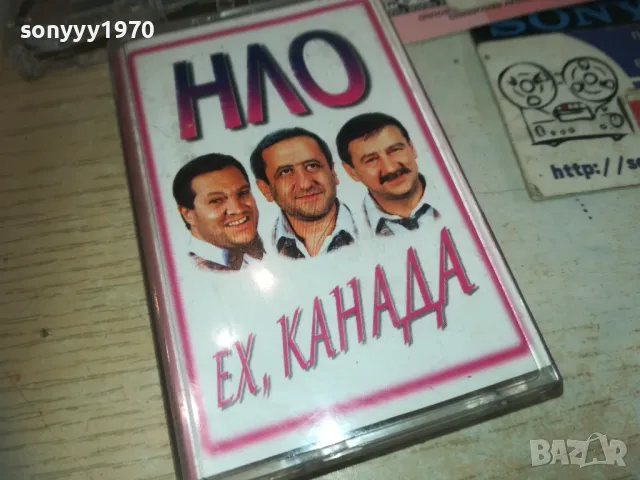 sonyyy1970
НЛО
ЕХ, КАНАДА
SONY
http://s
BAZAR